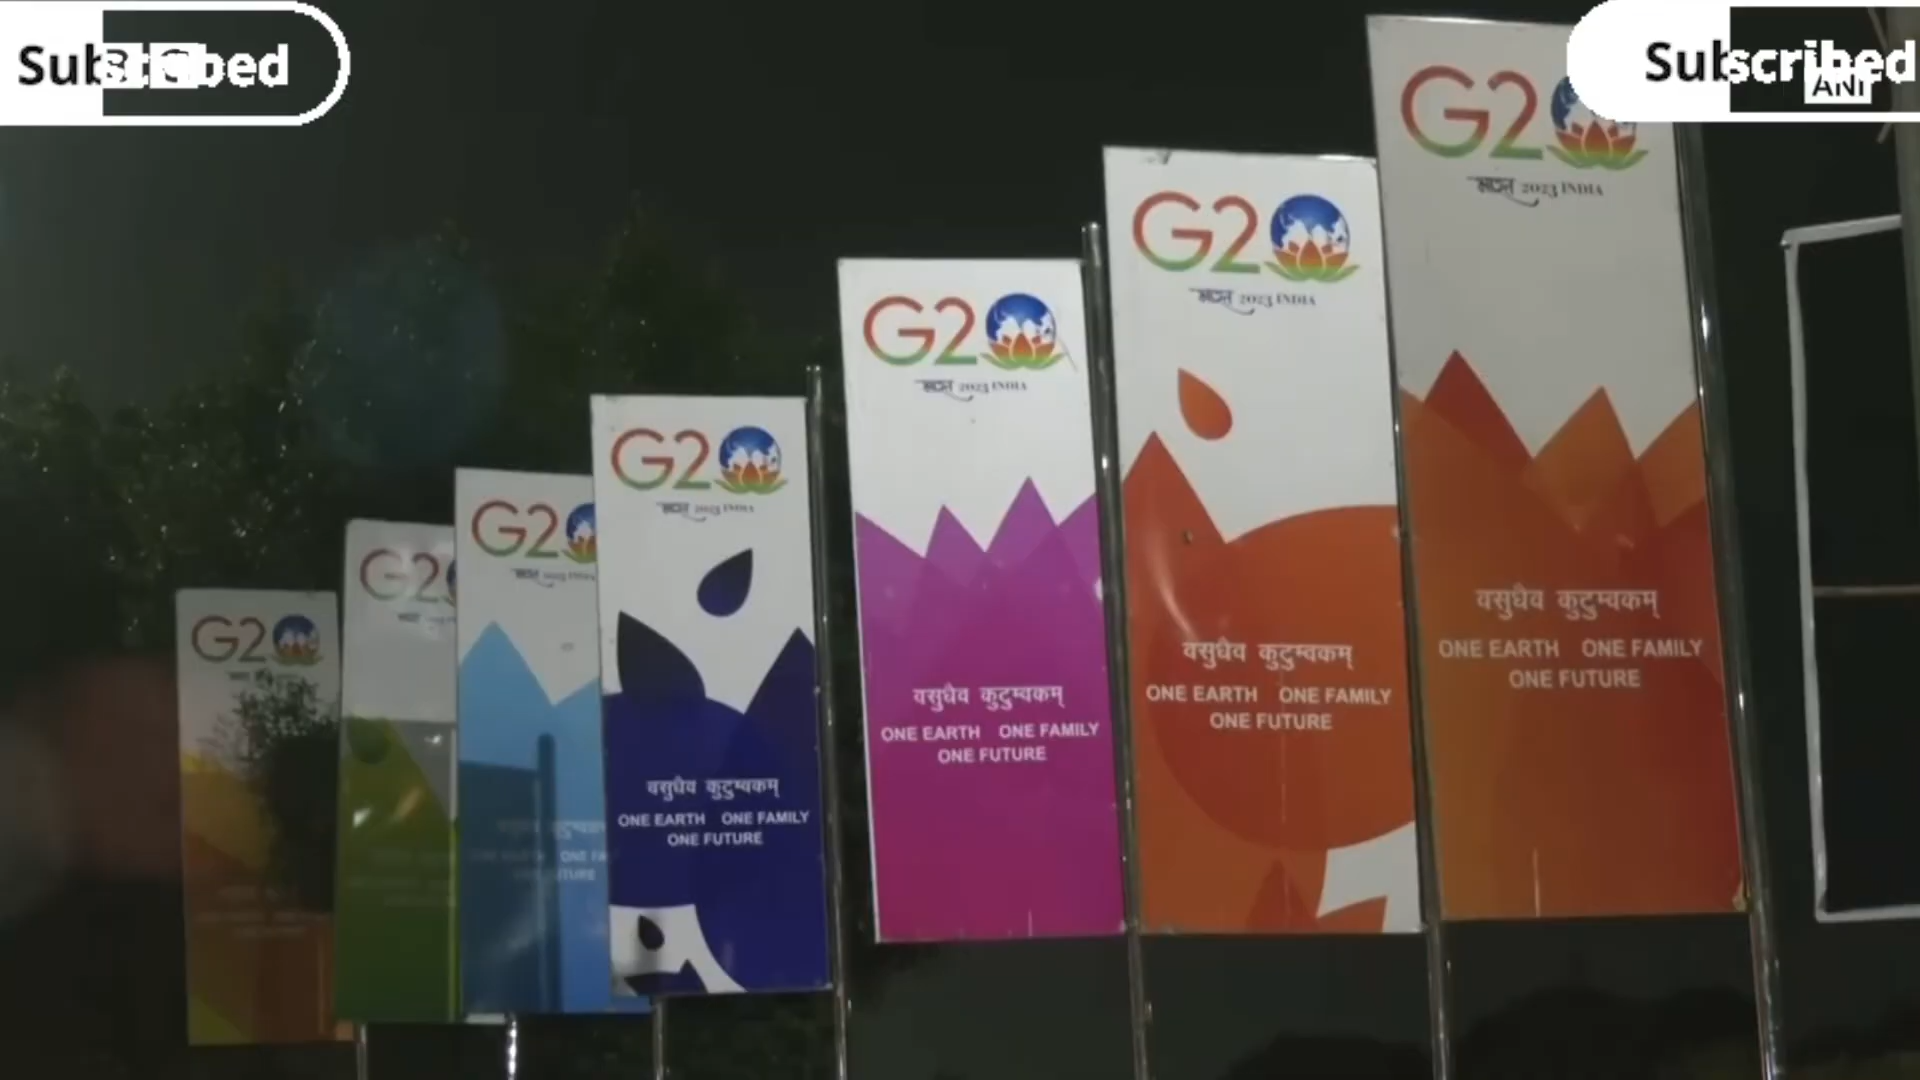 Subscribed
Subscribed
ANI
G20
भारत 2023 INDIA
वसुधैव कुटुम्बकम्
ONE EARTH ONE FAMILY
ONE FUTURE
G20
भारत 2023 INDIA
वसुधैव कुटुम्बकम्
ONE EARTH ONE FAMILY
ONE FUTURE
G20
भारत 2023 INDIA
वसुधैव कुटुम्बकम्
ONE EARTH ONE FAMILY
ONE FUTURE
G20
भारत 2023 INDIA
वसुधैव कुटुम्बकम्
ONE EARTH ONE FAMILY
ONE FUTURE
G20
G2
G20